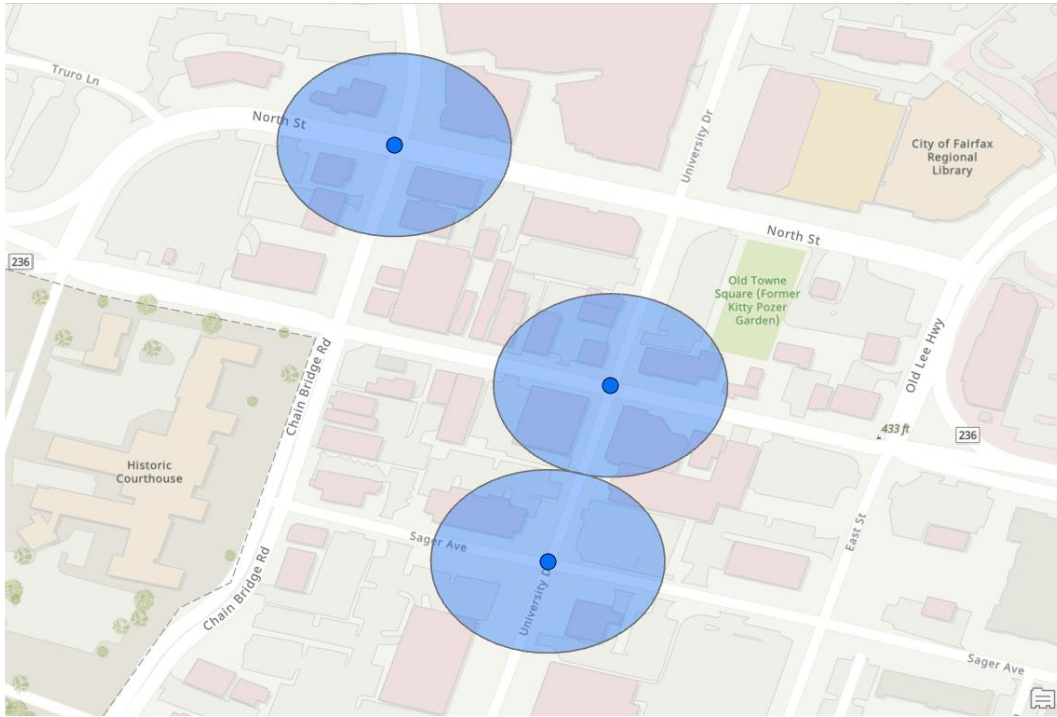 Truro Ln
North St
University Dr
City of Fairfax
Regional
Library
North St
236
Old Towne
Square (Former
Kitty Pozer
Garden)
Chain Bridge Rd
Old Lee Hwy
433 ft
236
Historic
Courthouse
Sager Ave
East St
Chain Bridge Rd
University Dr
Sager Ave